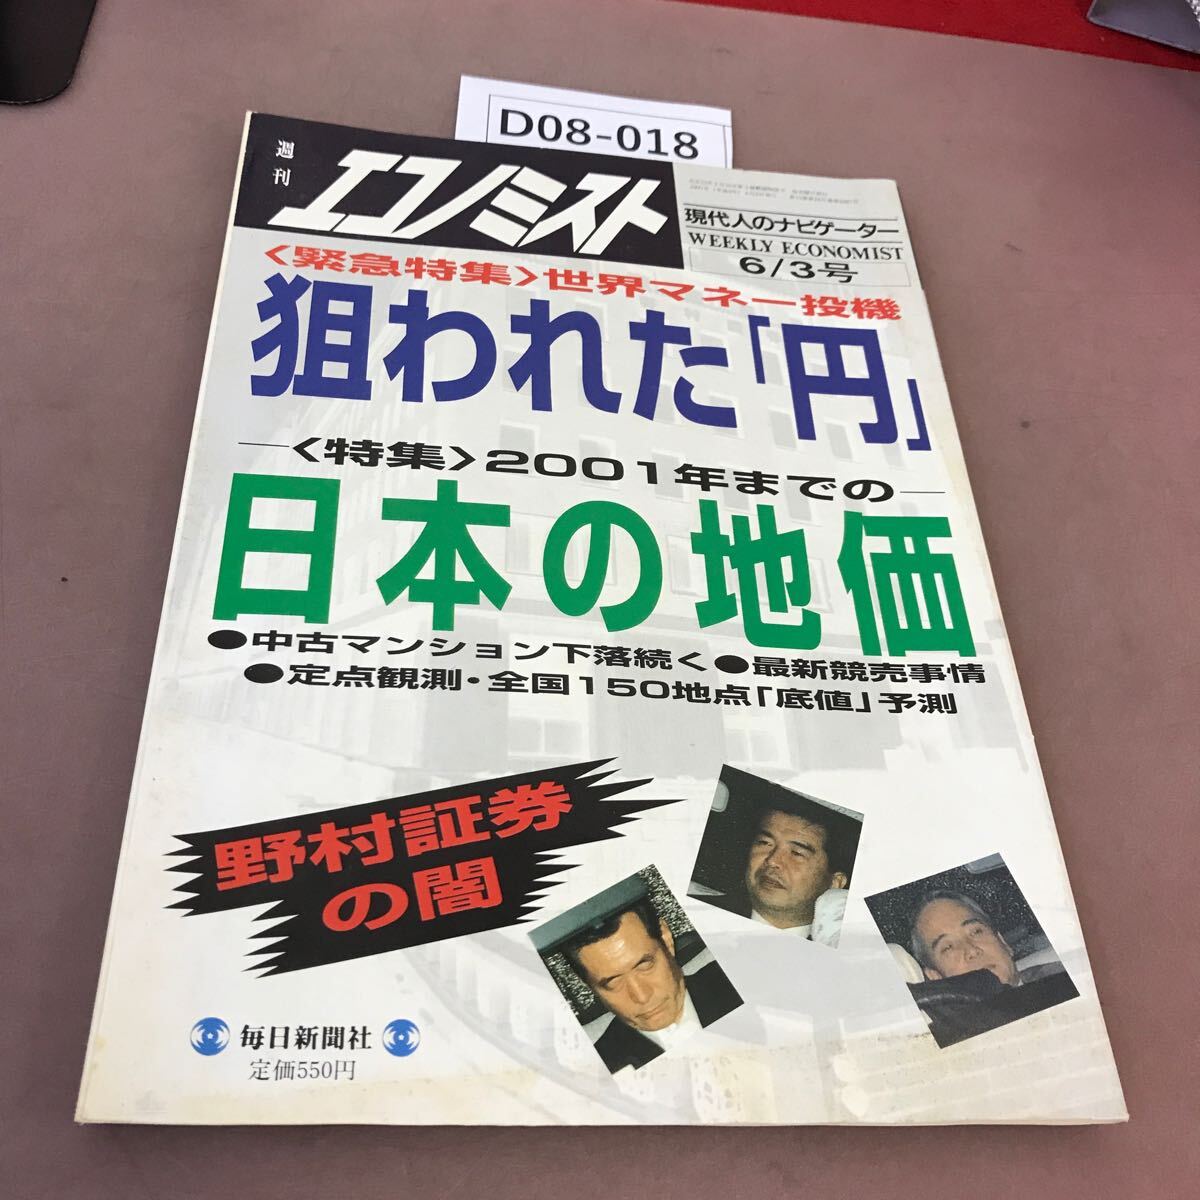 D08-018
週刊
エコノミスト
現代人のナビゲーター
WEEKLY ECONOMIST
6/3号
〈緊急特集〉世界マネー投機
狙われた「円」
〈特集〉2001年までの
日本の地価
●中古マンション下落続く●最新競売事情
●定点観測・全国150地点「底値」予測
野村証券
の闇
毎日新聞社
定価550円